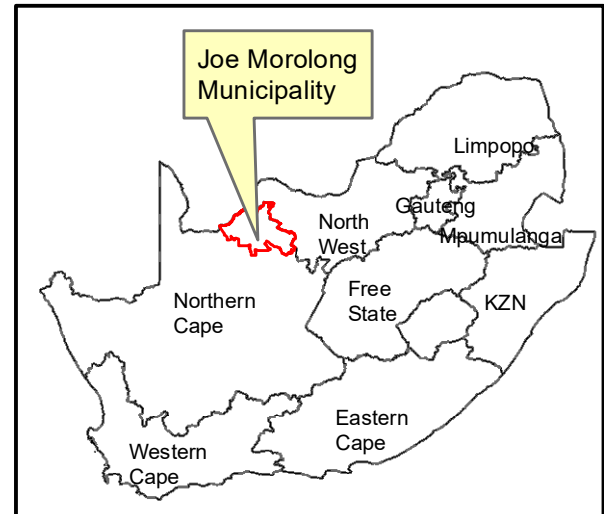 Joe Morolong
Municipality
Limpopo
Gauteng
Mpumulanga
North
West
Free
State
KZN
Northern
Cape
Eastern
Cape
Western
Cape